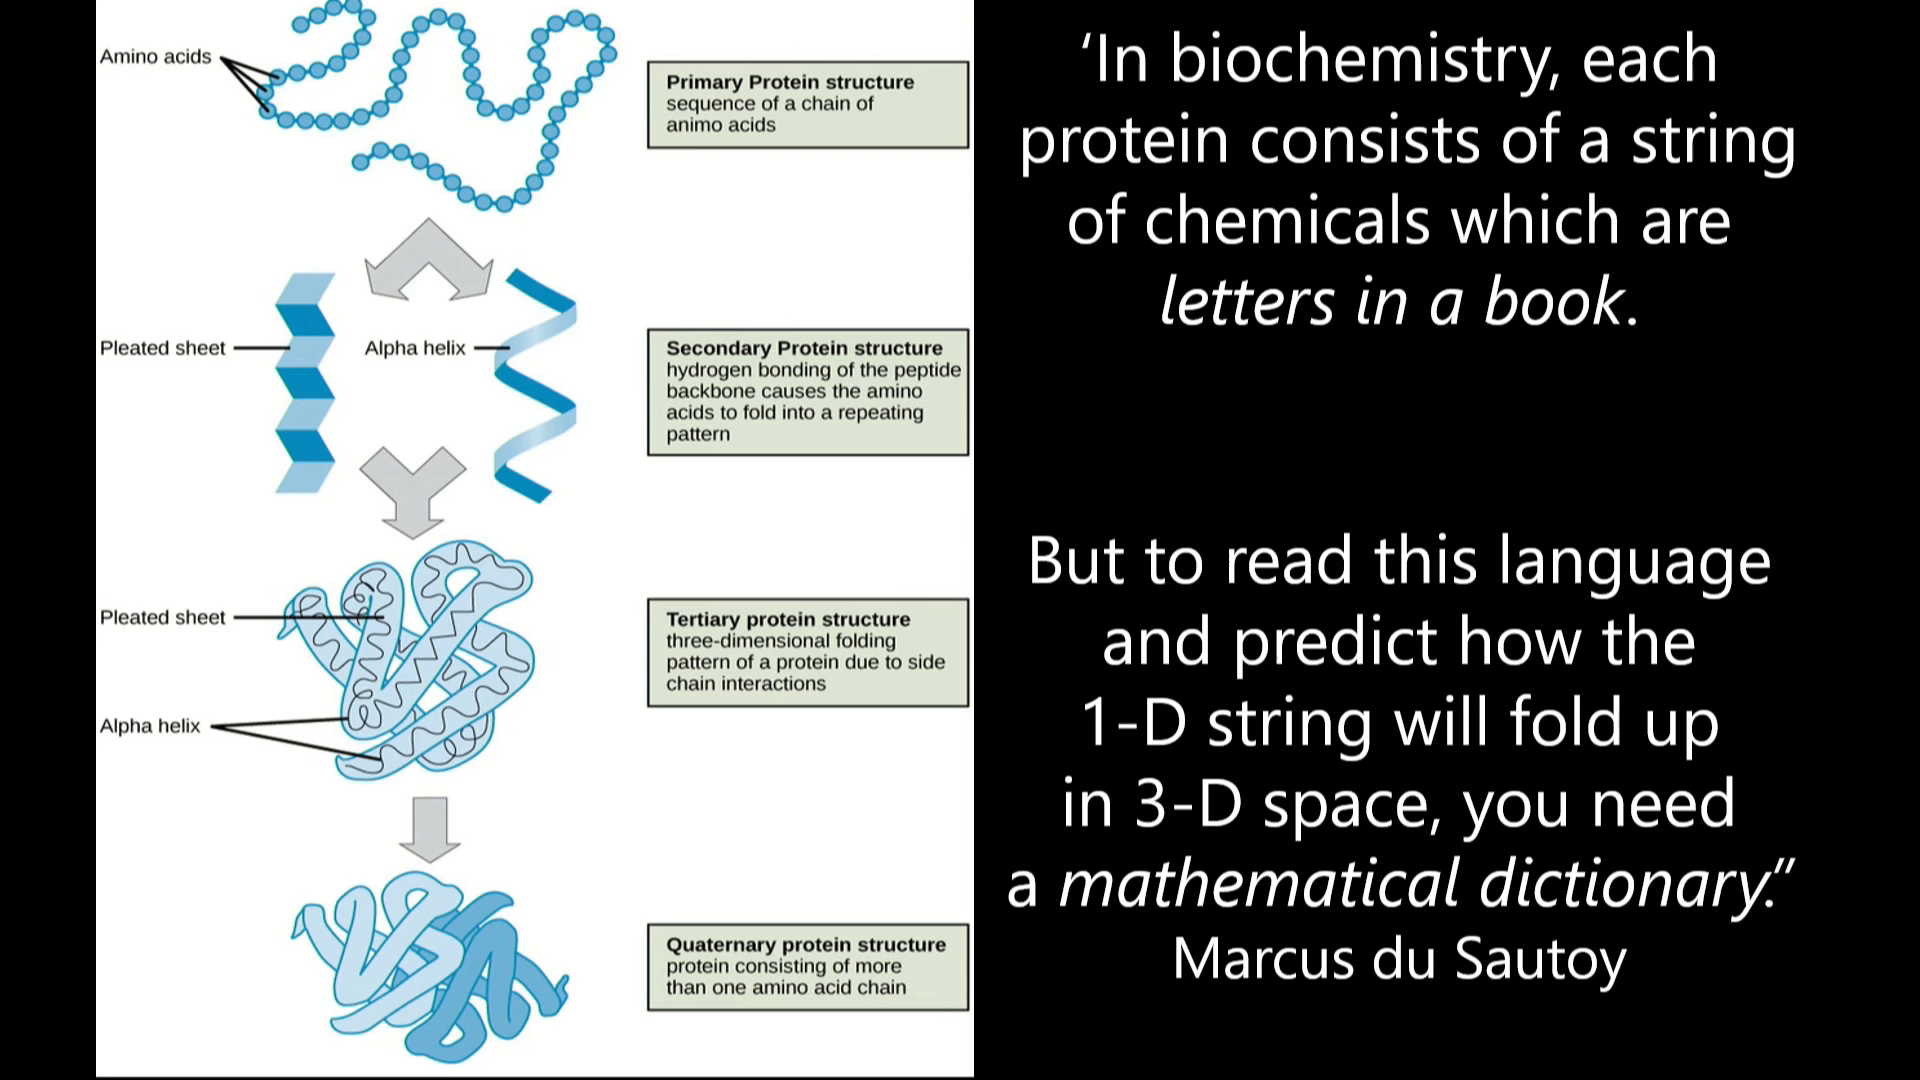 Amino acids
Primary Protein structure
sequence of a chain of
animo acids
Pleated sheet
Alpha helix
Secondary Protein structure
hydrogen bonding of the peptide
backbone causes the amino
acids to fold into a repeating
pattern
Pleated sheet
Alpha helix
Tertiary protein structure
three-dimensional folding
pattern of a protein due to side
chain interactions
Quaternary protein structure
protein consisting of more
than one amino acid chain
‘In biochemistry, each
protein consists of a string
of chemicals which are
letters in a book.
But to read this language
and predict how the
1-D string will fold up
in 3-D space, you need
a mathematical dictionary.”
Marcus du Sautoy